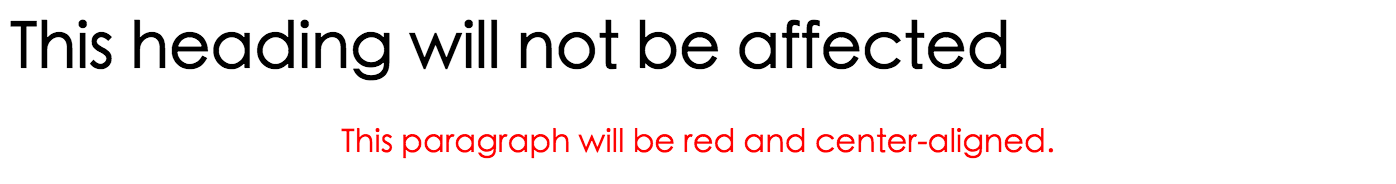 This heading will not be affected
This paragraph will be red and center-aligned.